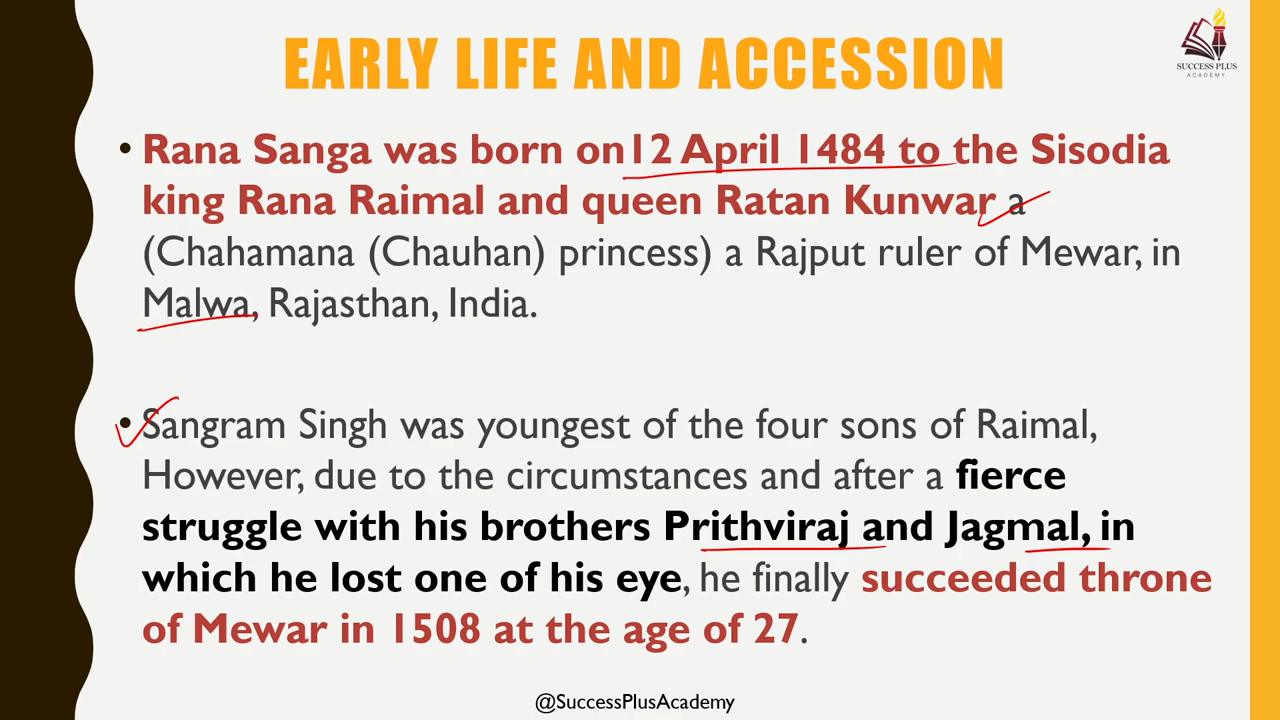 EARLY LIFE AND ACCESSION
SUCCESS PLUS
ACADEMY
• Rana Sanga was born on12 April 1484 to the Sisodia
king Rana Raimal and queen Ratan Kunwar a
(Chahamana (Chauhan) princess) a Rajput ruler of Mewar, in
Malwa, Rajasthan, India.
• Sangram Singh was youngest of the four sons of Raimal,
However, due to the circumstances and after a fierce
struggle with his brothers Prithviraj and Jagmal, in
which he lost one of his eye, he finally succeeded throne
of Mewar in 1508 at the age of 27.
@SuccessPlusAcademy